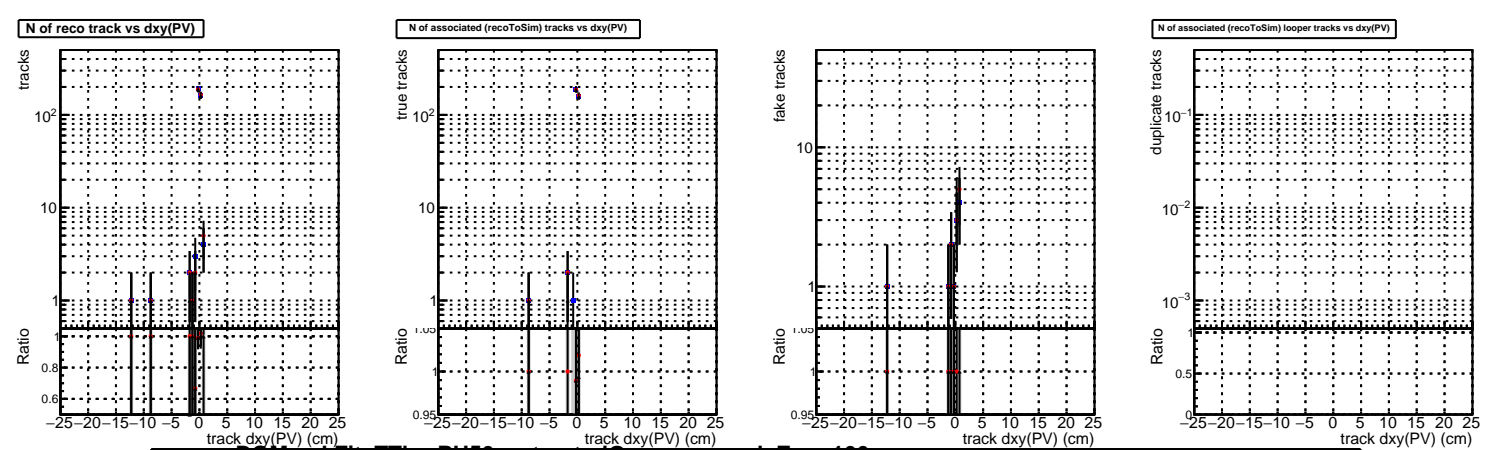 N of reco track vs dxy(PV)
tracks
10²
10
1
Ratio
1
0.8
0.6
−25 −20 −15 −10 −5 0 5 10 15 20 25
track dxy(PV) (cm)
N of associated (recoToSim) tracks vs dxy(PV)
true tracks
10²
10
1
Ratio
1.05
1
0.95
−25 −20 −15 −10 −5 0 5 10 15 20 25
track dxy(PV) (cm)
fake tracks
10
1
Ratio
1.05
1
0.95
−25 −20 −15 −10 −5 0 5 10 15 20 25
track dxy(PV) (cm)
N of associated (recoToSim) looper tracks vs dxy(PV)
duplicate tracks
10⁻¹
10⁻²
10⁻³
Ratio
1
0.5
0
−25 −20 −15 −10 −5 0 5 10 15 20 25
track dxy(PV) (cm)